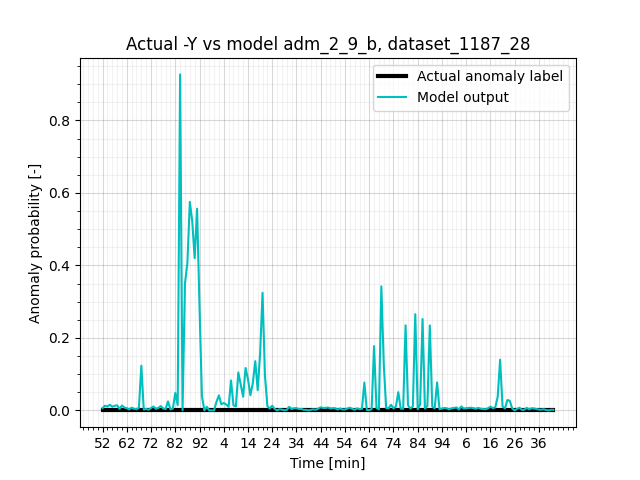 Actual -Y vs model adm_2_9_b, dataset_1187_28
Actual anomaly label
Model output
Anomaly probability [-]
0.8
0.6
0.4
0.2
0.0
52 62 72 82 92 4 14 24 34 44 54 64 74 84 94 6 16 26 36
Time [min]